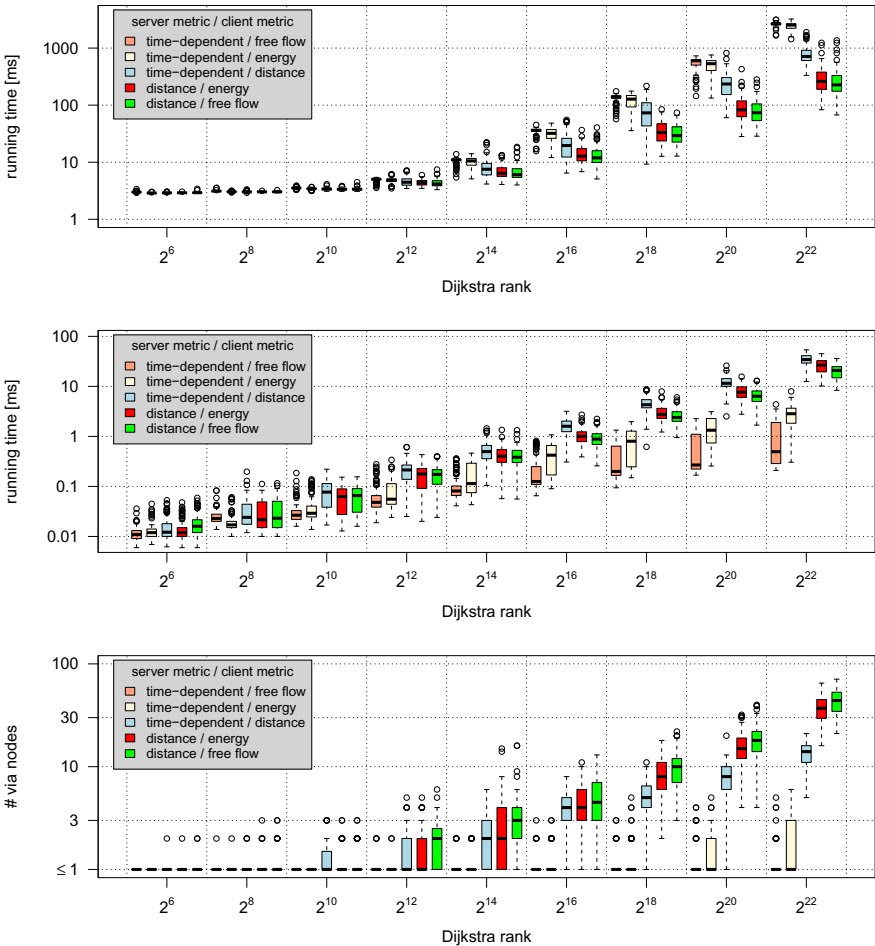 server metric / client metric
time−dependent / free flow
time−dependent / energy
time−dependent / distance
distance / energy
distance / free flow
running time [ms]
1000
100
10
1
2^6 2^8 2^10 2^12 2^14 2^16 2^18 2^20 2^22
Dijkstra rank
server metric / client metric
time−dependent / free flow
time−dependent / energy
time−dependent / distance
distance / energy
distance / free flow
running time [ms]
100
10
1
0.1
0.01
2^6 2^8 2^10 2^12 2^14 2^16 2^18 2^20 2^22
Dijkstra rank
server metric / client metric
time−dependent / free flow
time−dependent / energy
time−dependent / distance
distance / energy
distance / free flow
# via nodes
100
30
10
3
≤ 1
2^6 2^8 2^10 2^12 2^14 2^16 2^18 2^20 2^22
Dijkstra rank